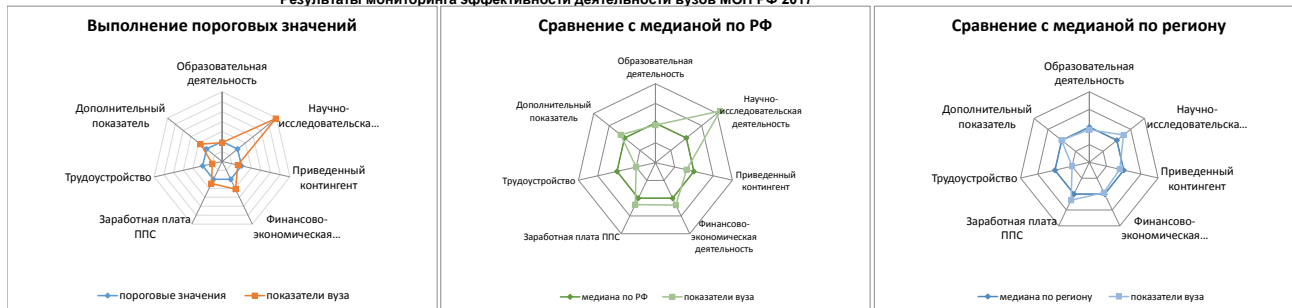 Результаты мониторинга эффективности деятельности вузов МОН РФ 2017
Выполнение пороговых значений
Образовательная
деятельность
Научно-
исследовательска...
Приведенный
контингент
Финансово-
экономическая...
Заработная плата
ППС
Трудоустройство
Дополнительный
показатель
пороговые значения
показатели вуза
Сравнение с медианой по РФ
Образовательная
деятельность
Научно-
исследовательская
деятельность
Приведенный
контингент
Финансово-
экономическая
деятельность
Заработная плата ППС
Трудоустройство
Дополнительный
показатель
медиана по РФ
показатели вуза
Сравнение с медианой по региону
Образовательная
деятельность
Научно-
исследовательска...
Приведенный
контингент
Финансово-
экономическая...
Заработная плата
ППС
Трудоустройство
Дополнительный
показатель
медиана по региону
показатели вуза